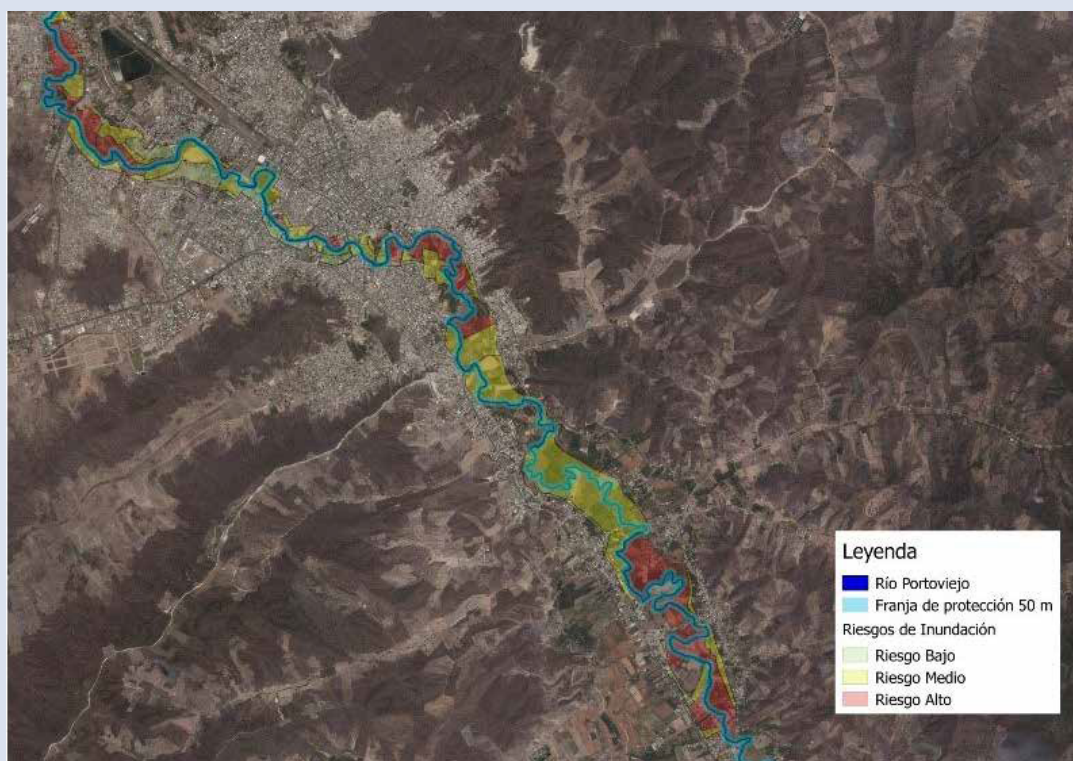 Leyenda
Río Portoviejo
Franja de protección 50 m
Riesgos de Inundación
Riesgo Bajo
Riesgo Medio
Riesgo Alto